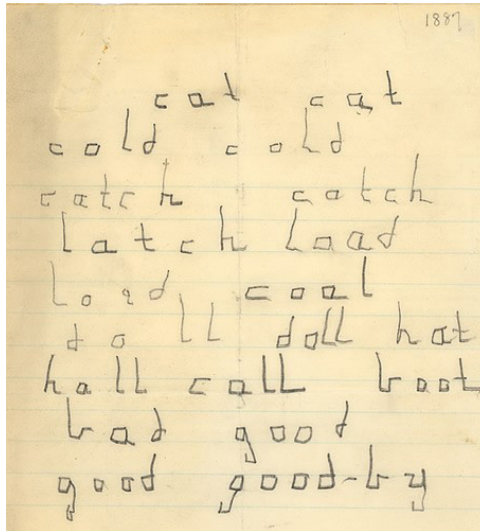 1887
cat cat
cold cold
catch catch
latch load
load coal
doll doll hat
hall call boot
bad good
good good-by